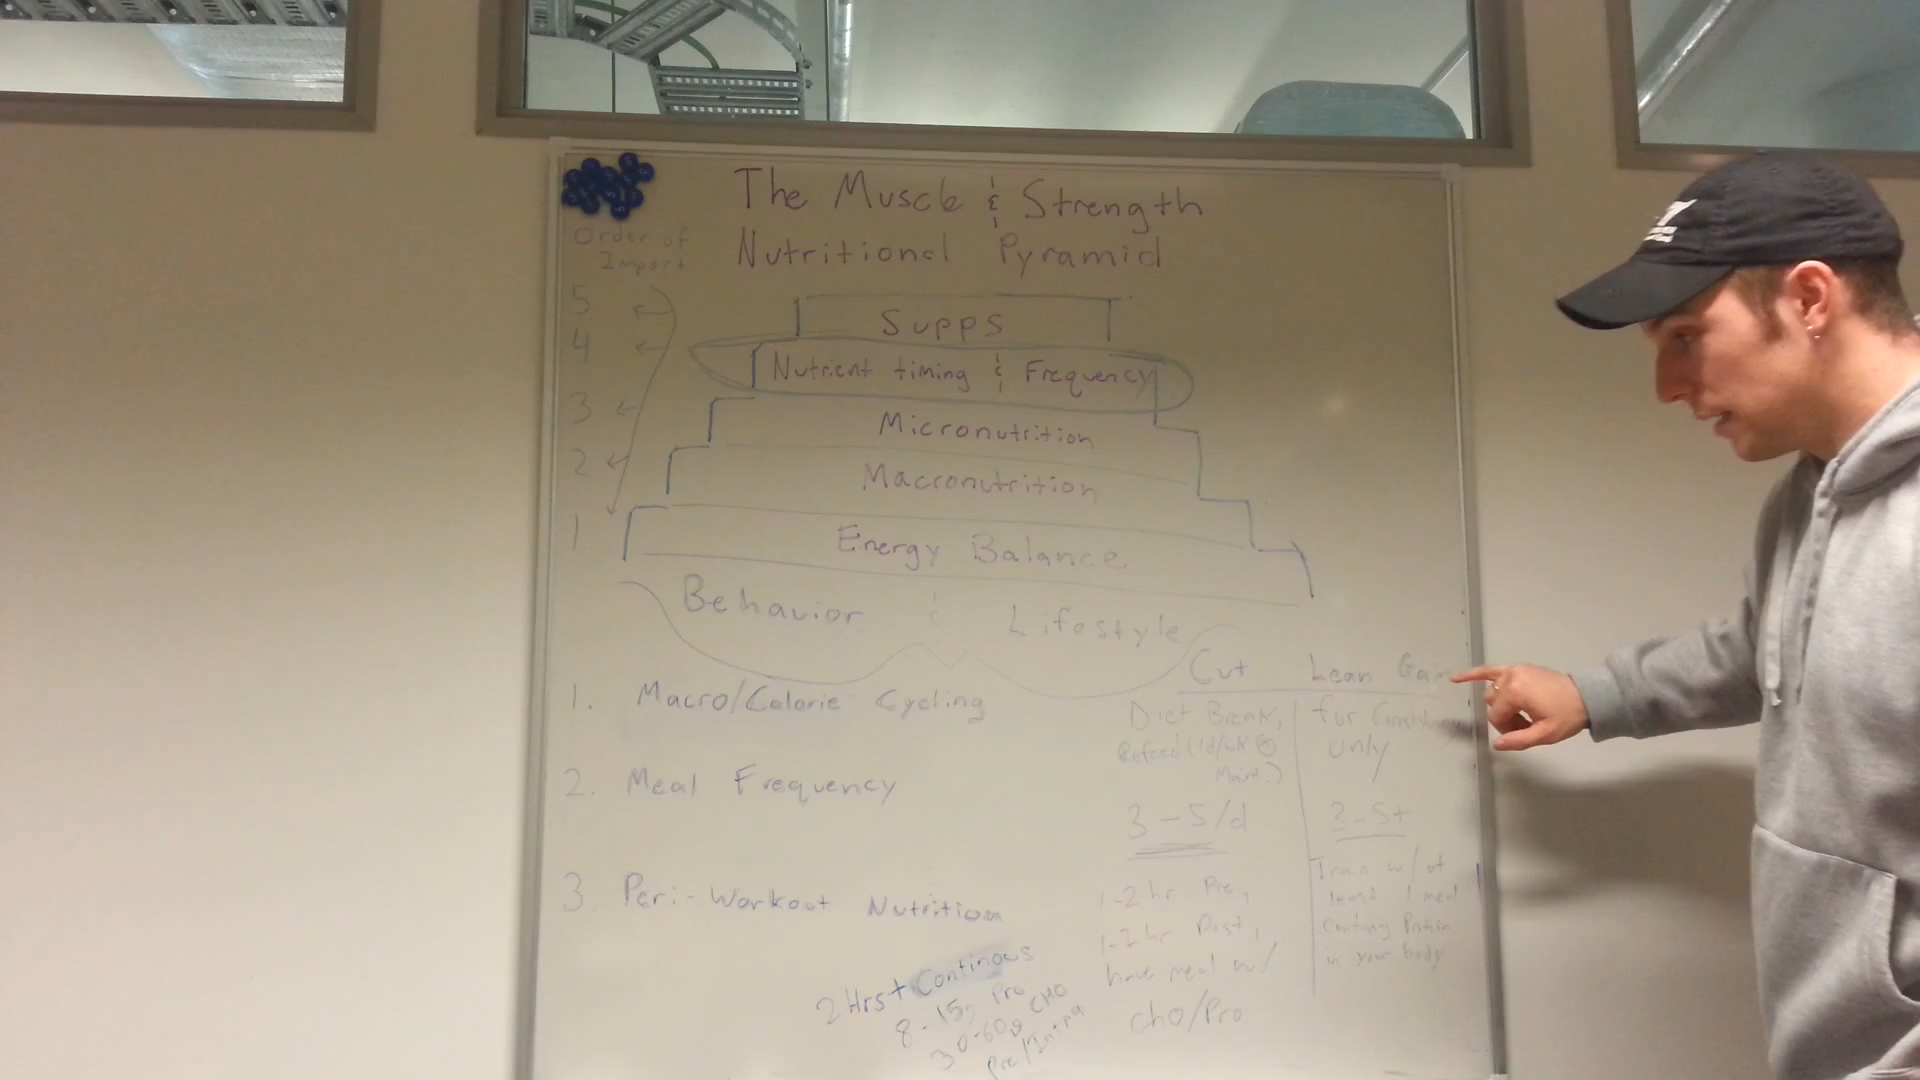 The Muscle & Strength
Nutritional Pyramid
Order of
Import
5
4
3
2
1
Supps
Nutrient timing & Frequency
Micronutrition
Macronutrition
Energy Balance
Behavior & Lifestyle
Cut Lean Gain
1. Macro/Calorie Cycling
Diet Break,
Refeed (1d/wk @
Maint.)
for
only
2. Meal Frequency
3-5/d
3-5+
3. Peri-Workout Nutrition
1-2 hr Pre,
1-2 hr Post,
have meal w/
CHO/Pro
Train w/ at
least 1 meal
Protein
in your body
2 Hrs+ Continous
8-15g Pro
30-60g CHO
Pre/Intra